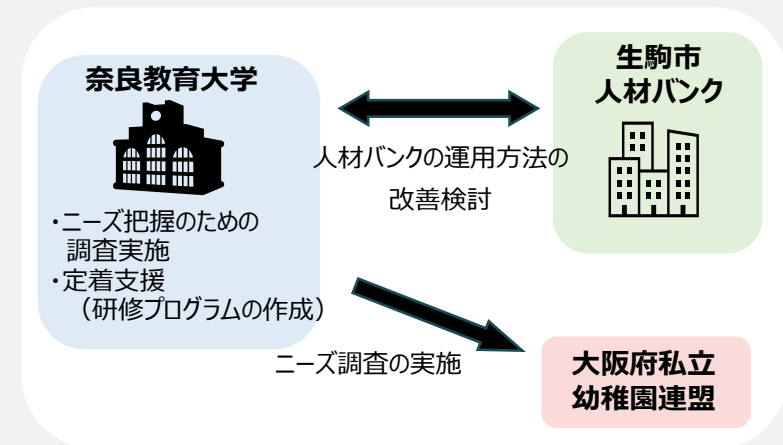 奈良教育大学
・ニーズ把握のための
調査実施
・定着支援
（研修プログラムの作成）
人材バンクの運用方法の
改善検討
生駒市
人材バンク
ニーズ調査の実施
大阪府私立
幼稚園連盟